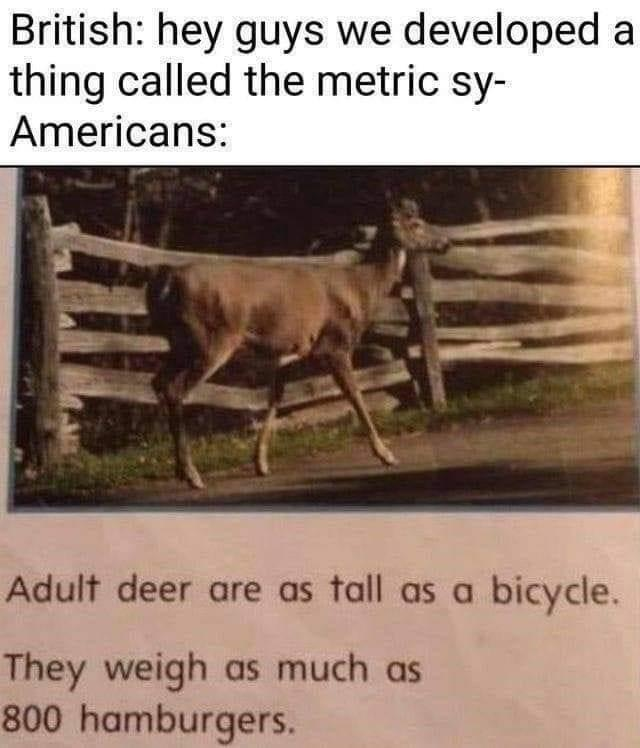 British: hey guys we developed a
thing called the metric sy-
Americans:
Adult deer are as tall as a bicycle.
They weigh as much as
800 hamburgers.